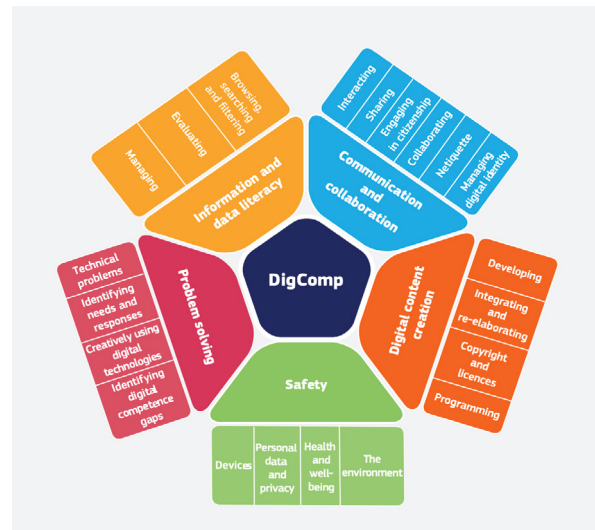 Browsing,
searching
and filtering
Evaluating
Managing
Information and
data literacy
Interacting
Sharing
Engaging
in citizenship
Collaborating
Netiquette
Managing
digital identity
Communication
and
collaboration
DigComp
Technical
problems
Identifying
needs and
responses
Creatively using
digital
technologies
Identifying
digital
competence
gaps
Problem solving
Developing
Integrating
and
re-elaborating
Copyright
and
licences
Programming
Digital content
creation
Safety
Devices
Personal
data and
privacy
Health
and
well-
being
The
environment